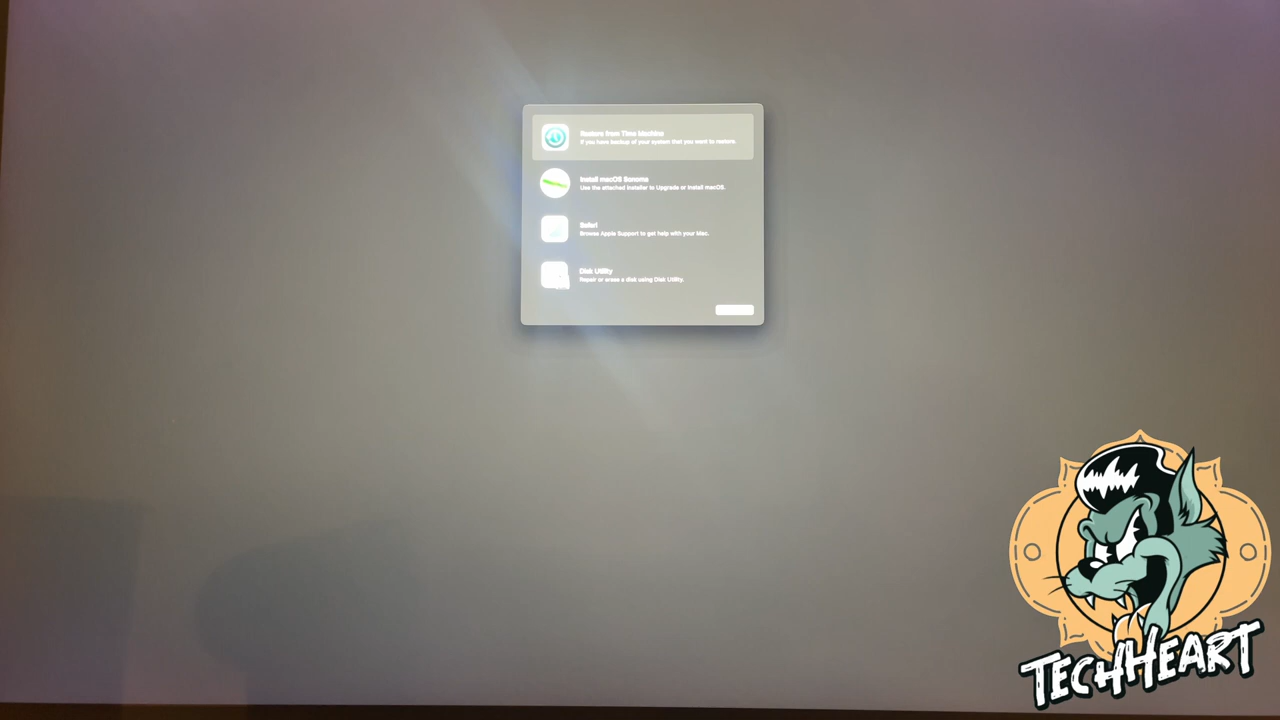 Restore from Time Machine
If you have backup of your system that you want to restore.
Install macOS Sonoma
Use the attached installer to Upgrade or Install macOS.
Safari
Browse Apple Support to get help with your Mac.
Disk Utility
Repair or erase a disk using Disk Utility.
TECHHEART